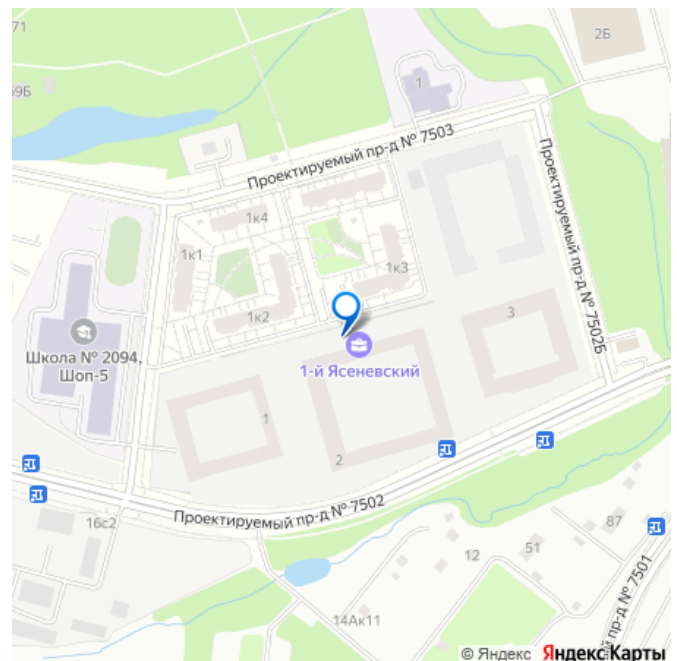 71
69Б
2Б
1
Проектируемый пр-д № 7503
Проектируемый пр-д № 7502Б
1к4
1к1
1к3
1к2
3
Школа № 2094,
Шоп-5
1-й Ясеневский
1
2
Проектируемый пр-д № 7502
16с2
87
51
12
14Ак11
й пр-д № 7501
© Яндекс Яндекс Карты